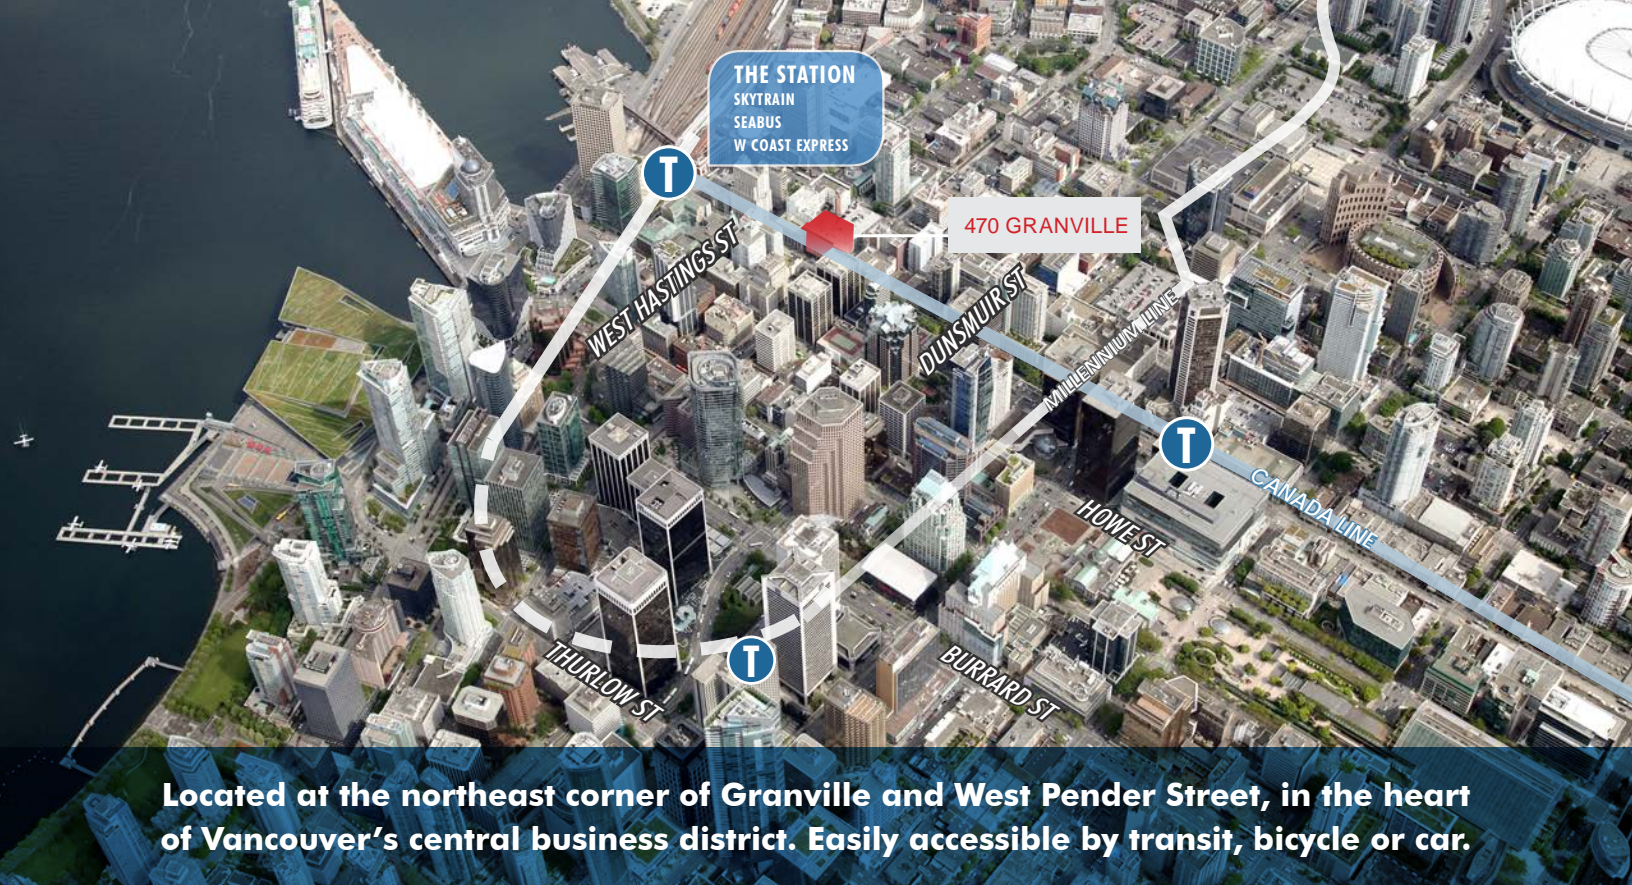 THE STATION
SKYTRAIN
SEABUS
W COAST EXPRESS
T
470 GRANVILLE
WEST HASTINGS ST
DUNSMUIR ST
MILLENNIUM LINE
T
CANADA LINE
HOWE ST
T
THURLOW ST
BURRARD ST
Located at the northeast corner of Granville and West Pender Street, in the heart
of Vancouver's central business district. Easily accessible by transit, bicycle or car.